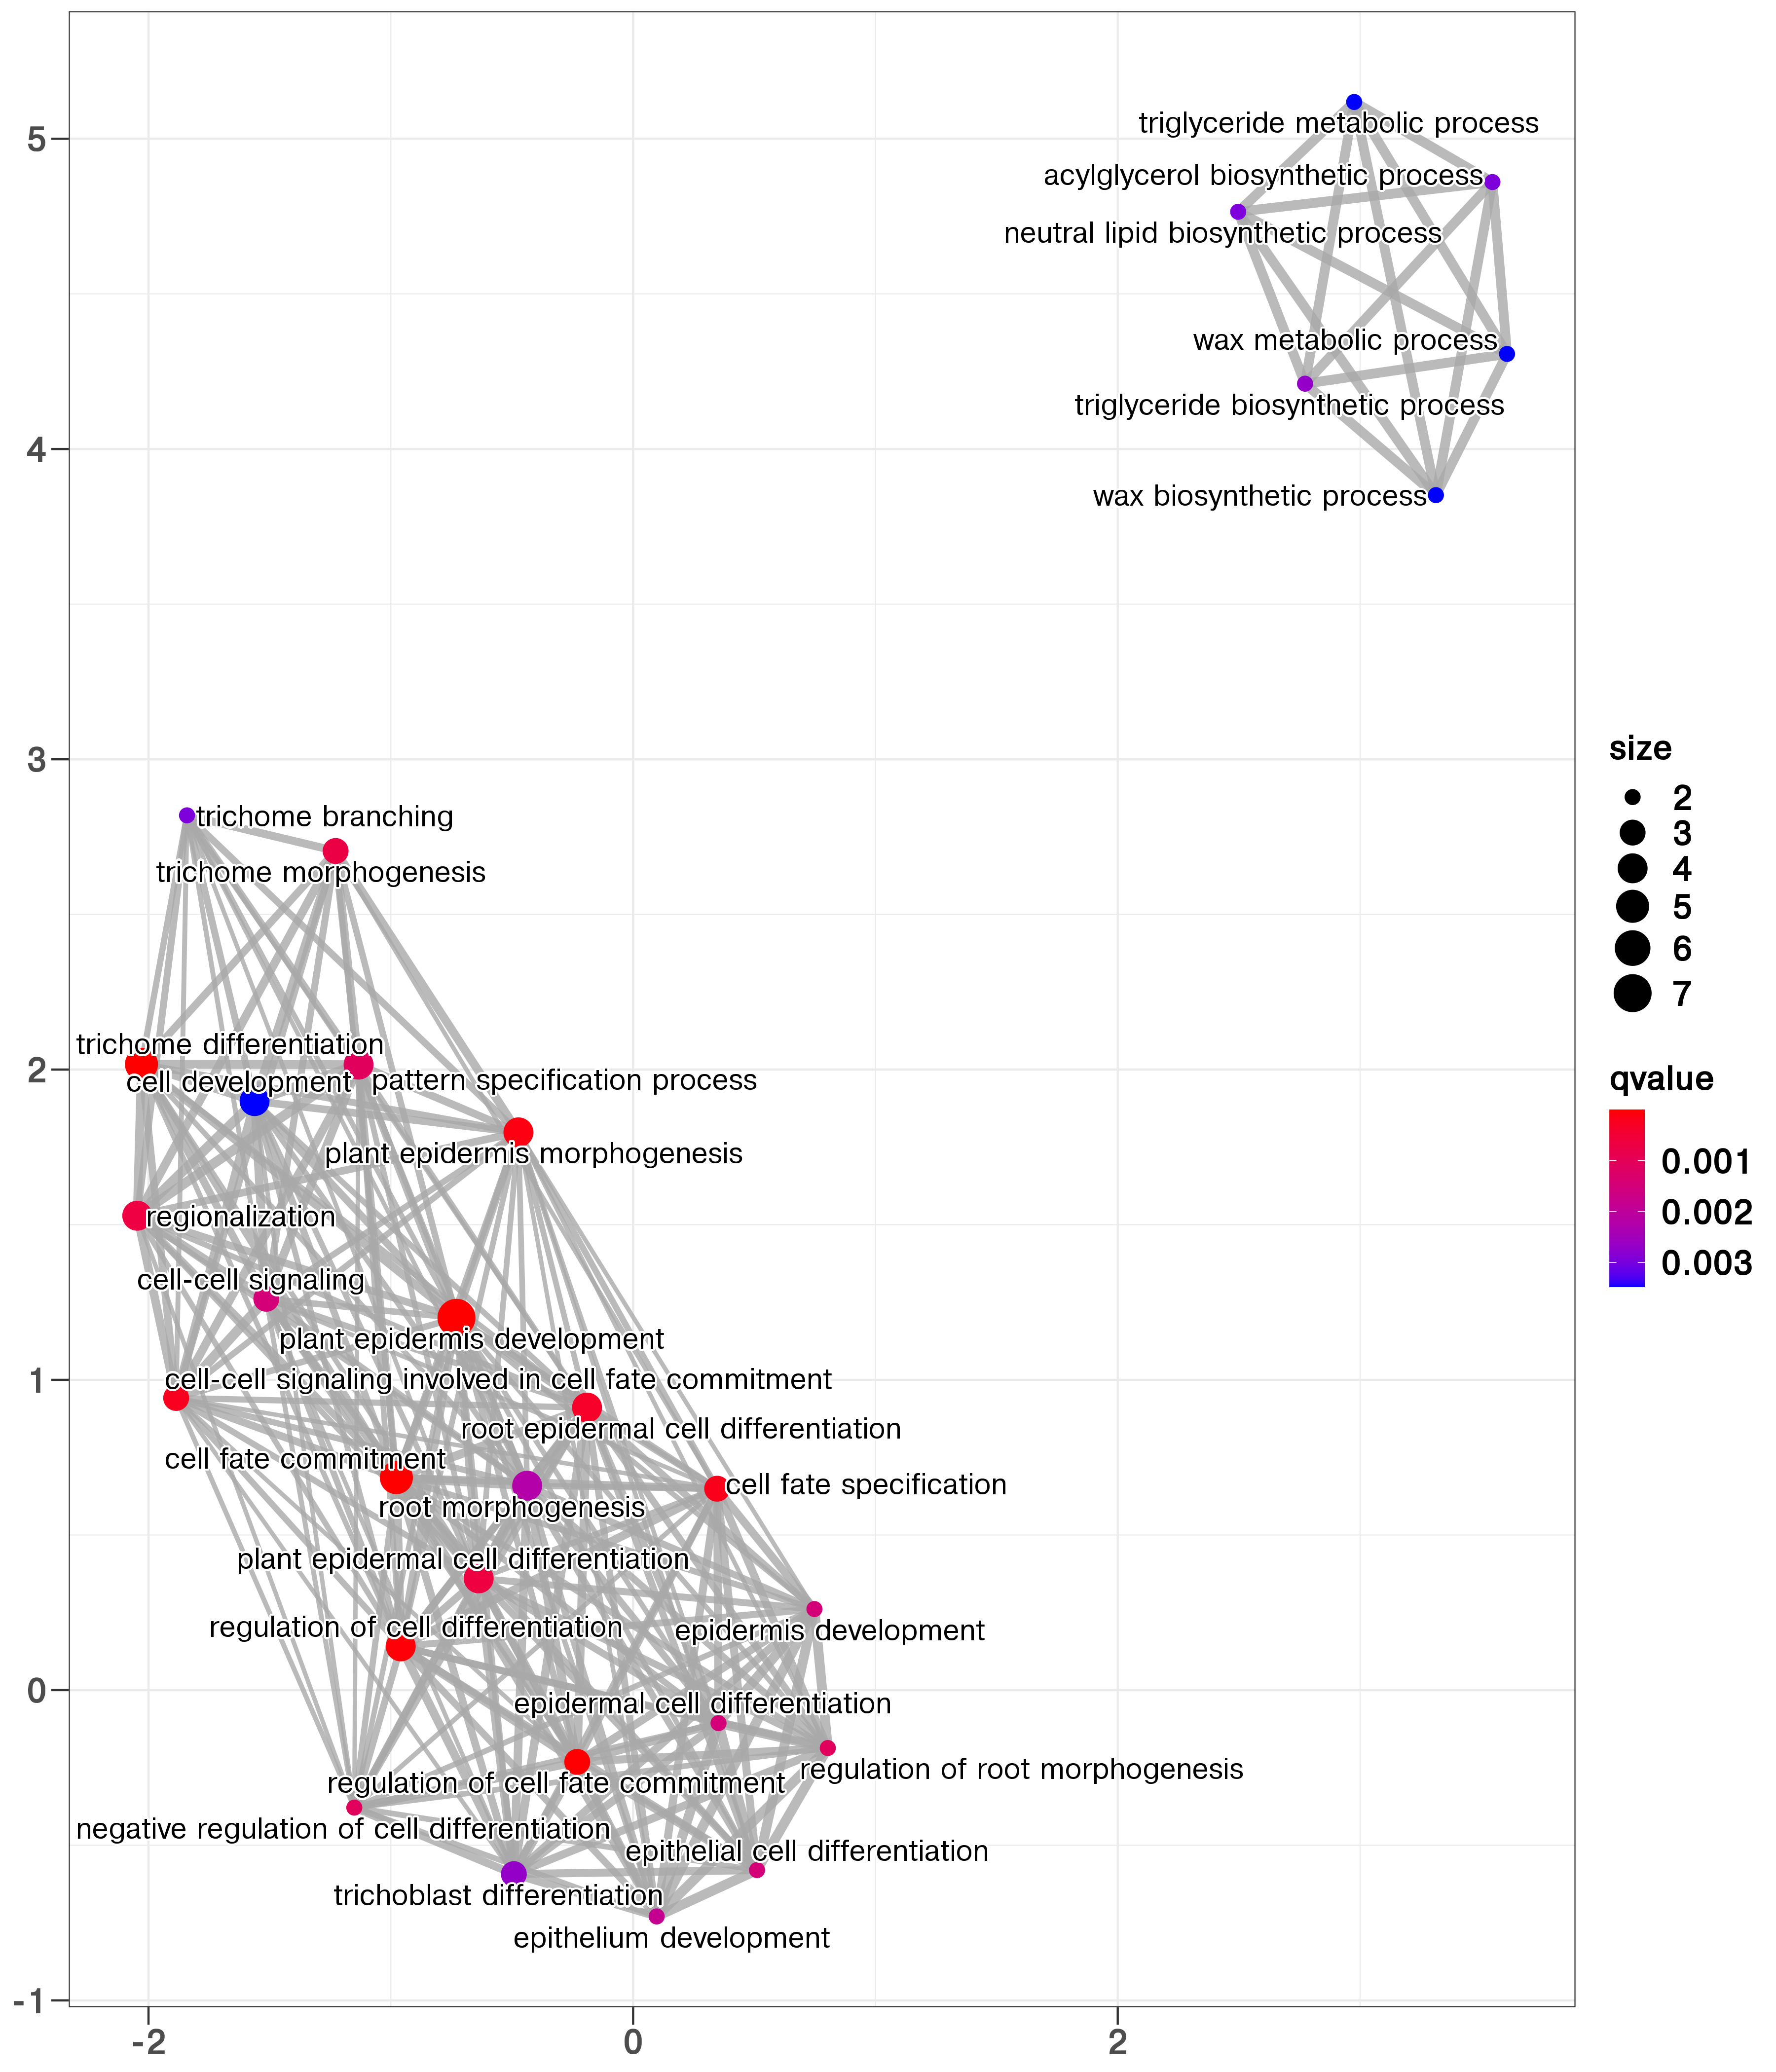 triglyceride metabolic process
5
acylglycerol biosynthetic process
neutral lipid biosynthetic process
wax metabolic process
triglyceride biosynthetic process
4
wax biosynthetic process
3
trichome branching
trichome morphogenesis
trichome differentiation
2
cell development
pattern specification process
plant epidermis morphogenesis
regionalization
cell-cell signaling
plant epidermis development
1
cell-cell signaling involved in cell fate commitment
root epidermal cell differentiation
cell fate commitment
cell fate specification
root morphogenesis
plant epidermal cell differentiation
regulation of cell differentiation
epidermis development
0
epidermal cell differentiation
regulation of root morphogenesis
regulation of cell fate commitment
negative regulation of cell differentiation
epithelial cell differentiation
trichoblast differentiation
epithelium development
-1
-2
0
2
size
2
3
4
5
6
7
qvalue
0.001
0.002
0.003